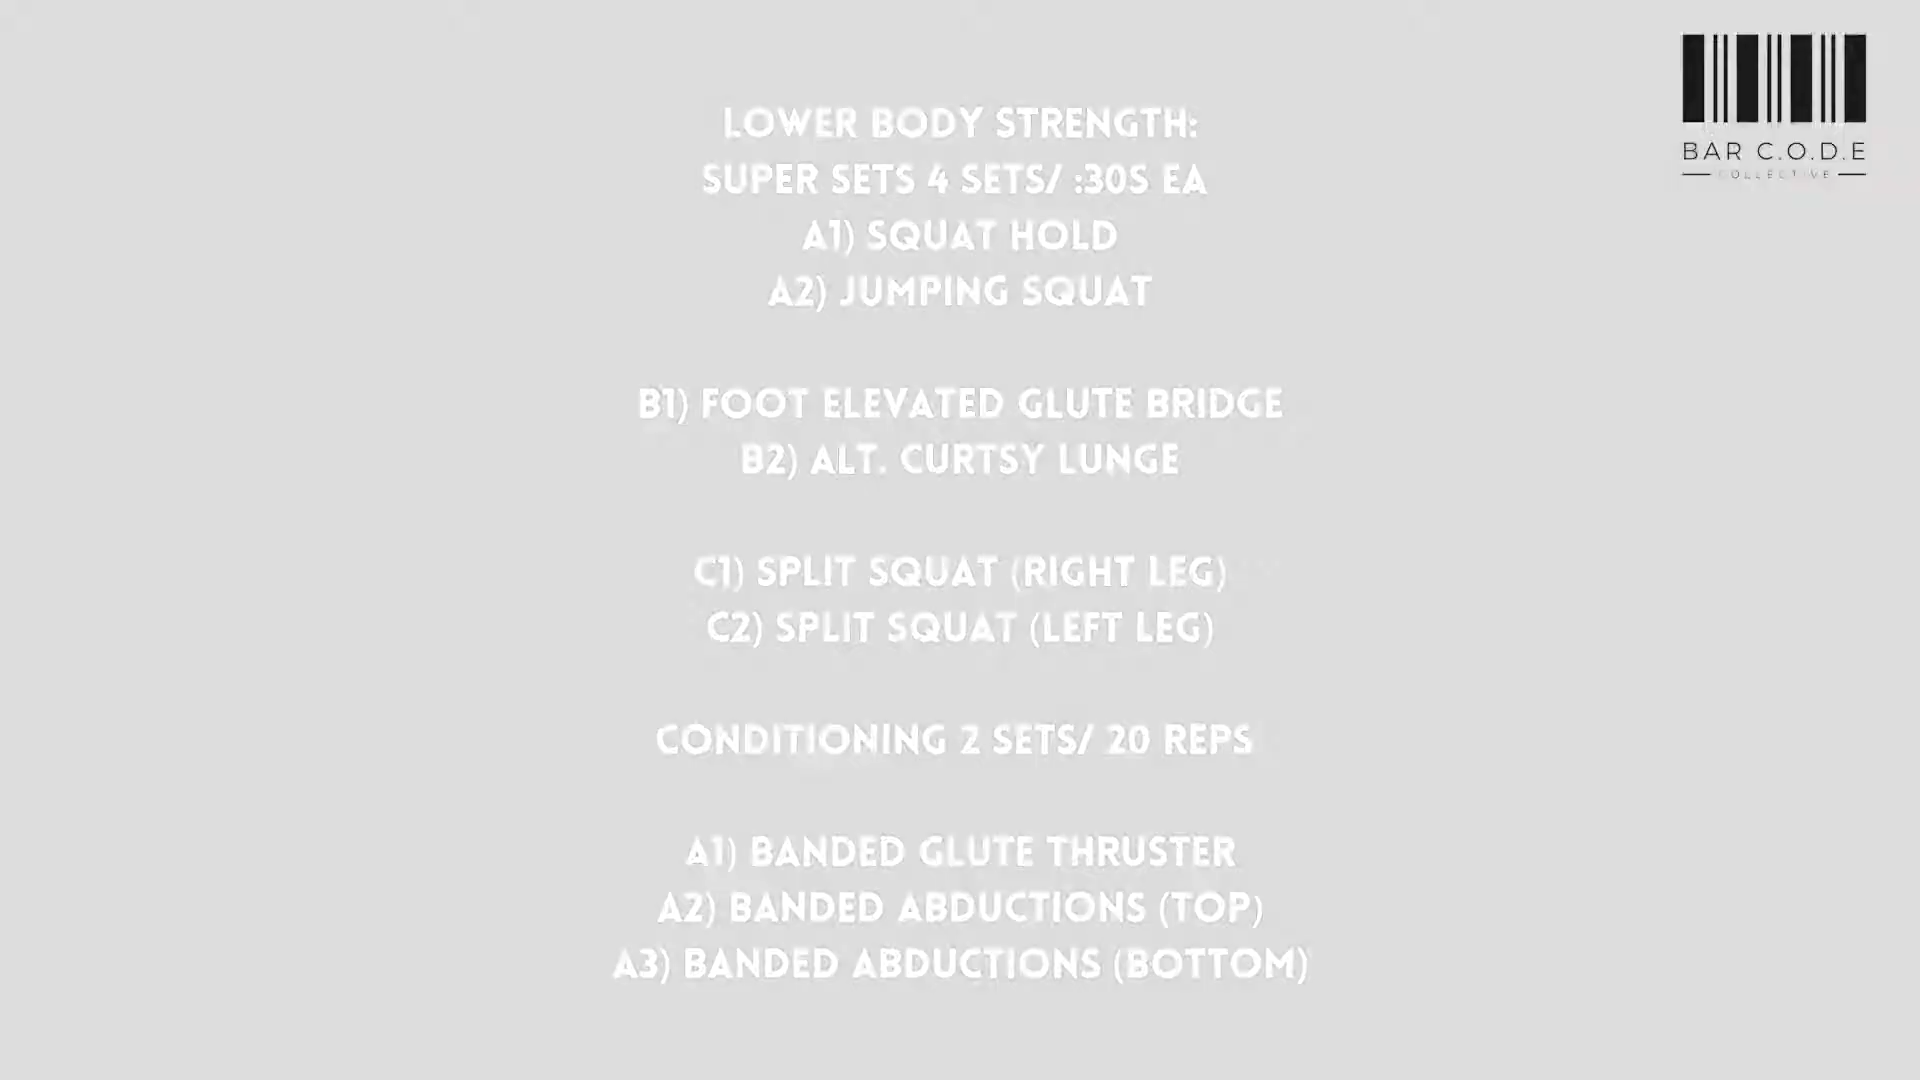 LOWER BODY STRENGTH:
SUPER SETS 4 SETS/ :30S EA
A1) SQUAT HOLD
A2) JUMPING SQUAT
B1) FOOT ELEVATED GLUTE BRIDGE
B2) ALT. CURTSY LUNGE
C1) SPLIT SQUAT (RIGHT LEG)
C2) SPLIT SQUAT (LEFT LEG)
CONDITIONING 2 SETS/ 20 REPS
A1) BANDED GLUTE THRUSTER
A2) BANDED ABDUCTIONS (TOP)
A3) BANDED ABDUCTIONS (BOTTOM)
BAR C.O.D.E
COLLECTIVE